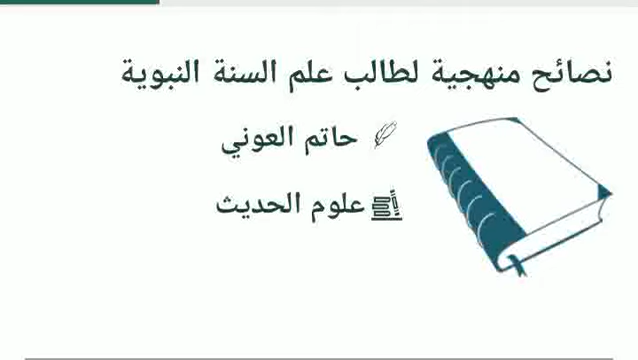 نصائح منهجية لطالب علم السنة النبوية
حاتم العوني
علوم الحديث